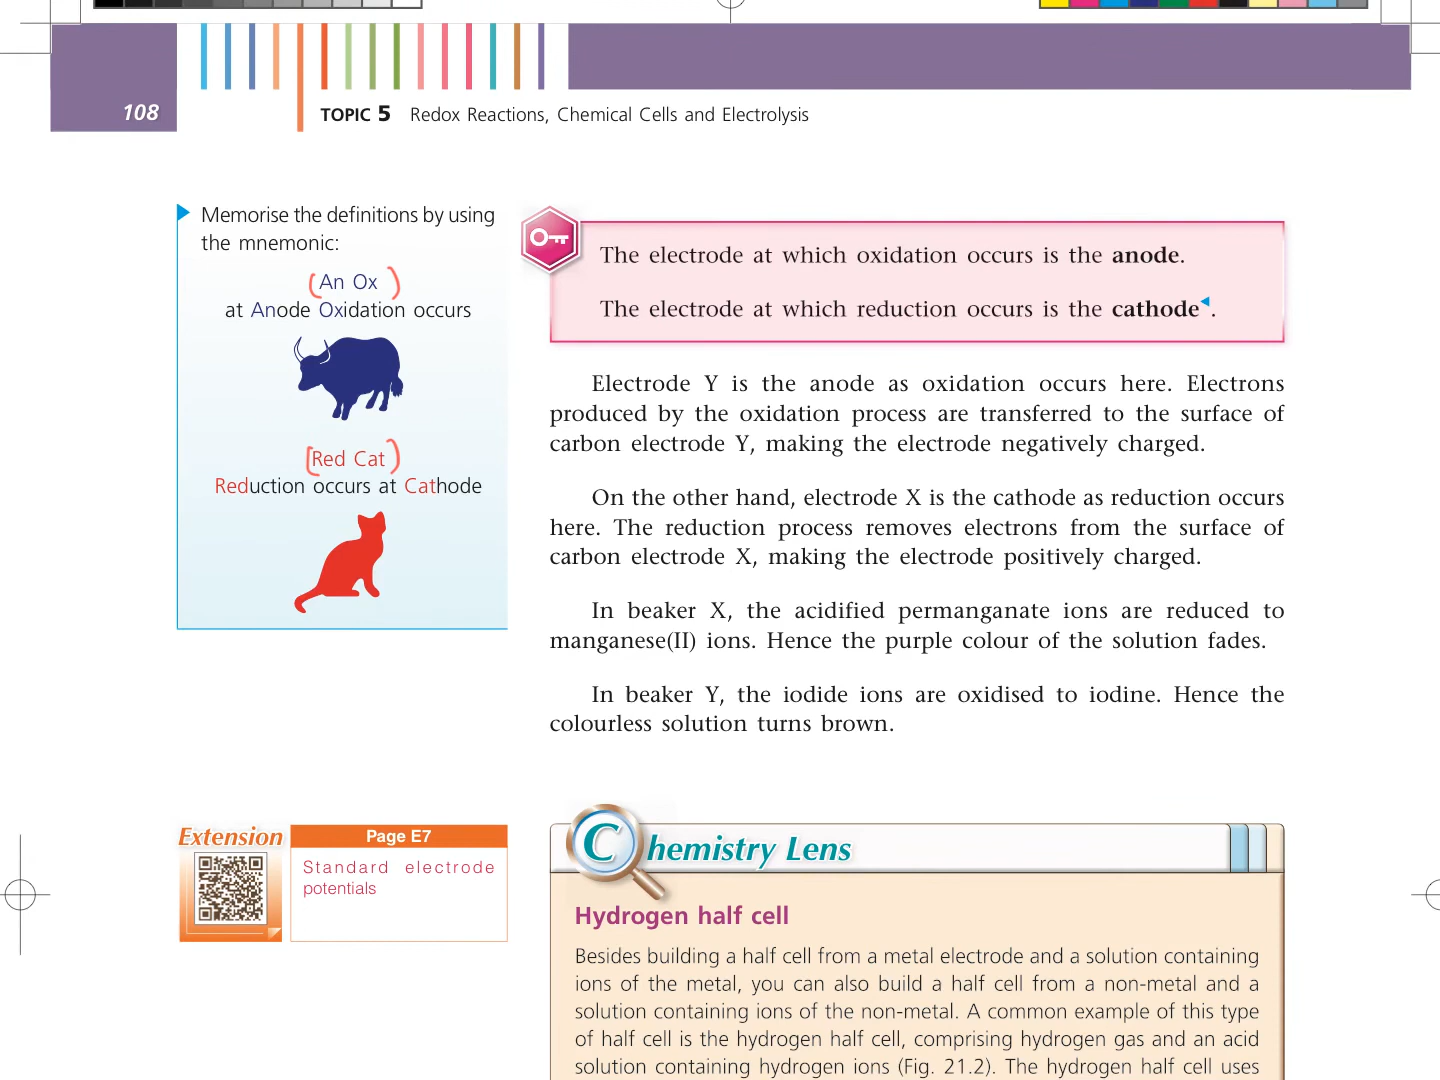 108
TOPIC 5 Redox Reactions, Chemical Cells and Electrolysis
Memorise the definitions by using
the mnemonic:
An Ox
at Anode Oxidation occurs
Red Cat
Reduction occurs at Cathode
The electrode at which oxidation occurs is the anode.
The electrode at which reduction occurs is the cathode.
Electrode Y is the anode as oxidation occurs here. Electrons
produced by the oxidation process are transferred to the surface of
carbon electrode Y, making the electrode negatively charged.
On the other hand, electrode X is the cathode as reduction occurs
here. The reduction process removes electrons from the surface of
carbon electrode X, making the electrode positively charged.
In beaker X, the acidified permanganate ions are reduced to
manganese(II) ions. Hence the purple colour of the solution fades.
In beaker Y, the iodide ions are oxidised to iodine. Hence the
colourless solution turns brown.
Extension
Page E7
Standard electrode
potentials
Chemistry Lens
Hydrogen half cell
Besides building a half cell from a metal electrode and a solution containing
ions of the metal, you can also build a half cell from a non-metal and a
solution containing ions of the non-metal. A common example of this type
of half cell is the hydrogen half cell, comprising hydrogen gas and an acid
solution containing hydrogen ions (Fig. 21.2). The hydrogen half cell uses